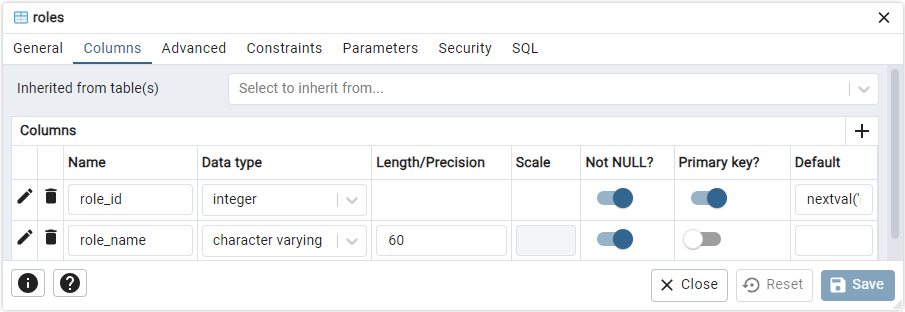 roles
General Columns Advanced Constraints Parameters Security SQL
Inherited from table(s) Select to inherit from...
Columns
Name Data type Length/Precision Scale Not NULL? Primary key? Default
role_id integer nextval('
role_name character varying 60
Close Reset Save